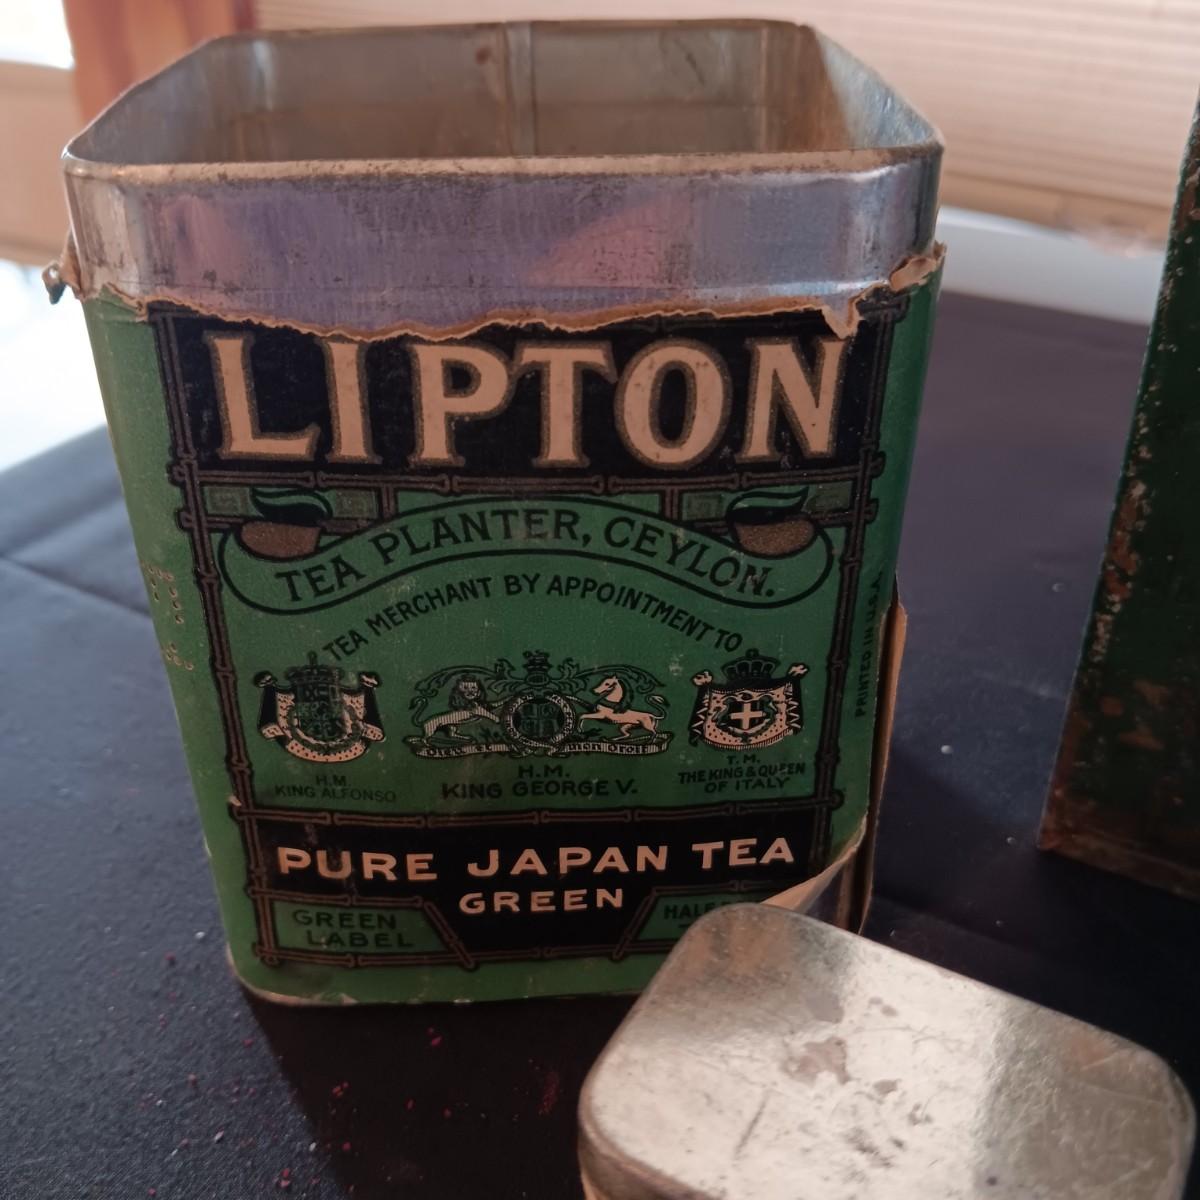 LIPTON
TEA PLANTER, CEYLON.
TEA MERCHANT BY APPOINTMENT TO
H.M.
KING ALFONSO
H.M.
KING GEORGE V.
T.M.
THE KING & QUEEN
OF ITALY
PURE JAPAN TEA
GREEN
GREEN
LABEL
HALF
PRINTED IN U.S.A.